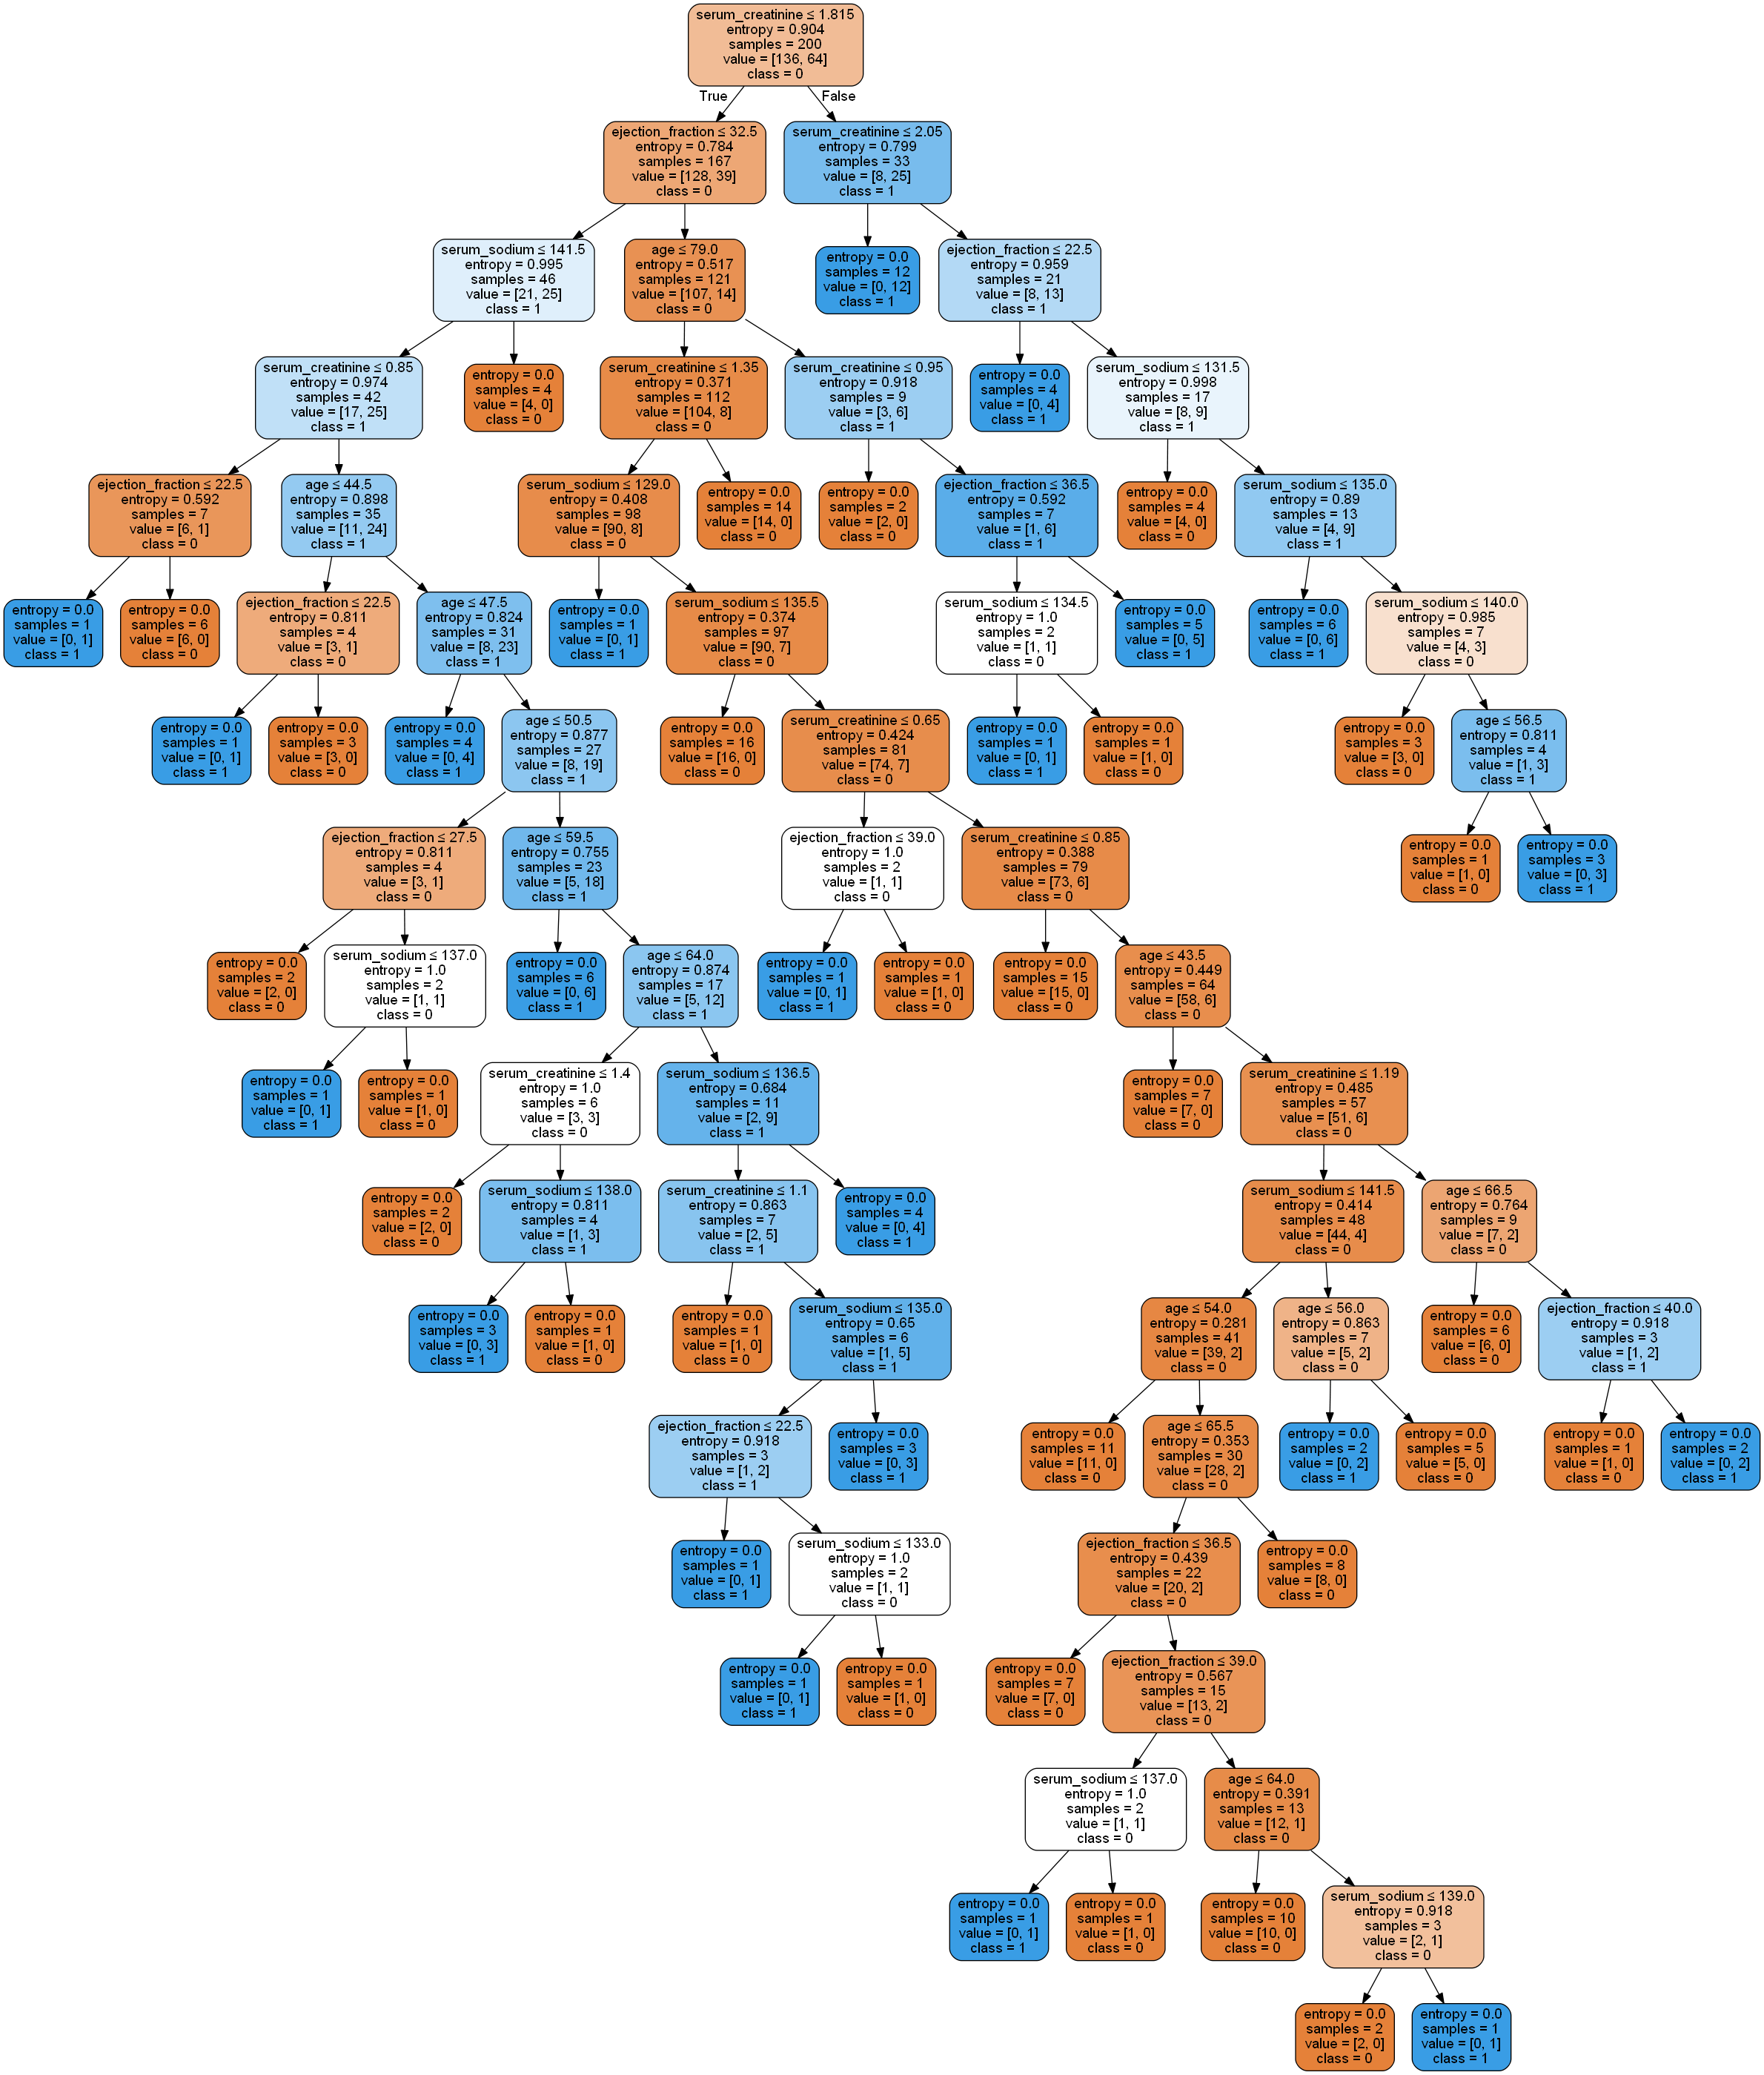 serum_creatinine ≤ 1.815
entropy = 0.904
samples = 200
value = [136, 64]
class = 0
True
False
ejection_fraction ≤ 32.5
entropy = 0.784
samples = 167
value = [128, 39]
class = 0
serum_creatinine ≤ 2.05
entropy = 0.799
samples = 33
value = [8, 25]
class = 1
serum_sodium ≤ 141.5
entropy = 0.995
samples = 46
value = [21, 25]
class = 1
age ≤ 79.0
entropy = 0.517
samples = 121
value = [107, 14]
class = 0
entropy = 0.0
samples = 12
value = [0, 12]
class = 1
ejection_fraction ≤ 22.5
entropy = 0.959
samples = 21
value = [8, 13]
class = 1
serum_creatinine ≤ 0.85
entropy = 0.974
samples = 42
value = [17, 25]
class = 1
entropy = 0.0
samples = 4
value = [4, 0]
class = 0
serum_creatinine ≤ 1.35
entropy = 0.371
samples = 112
value = [104, 8]
class = 0
serum_creatinine ≤ 0.95
entropy = 0.918
samples = 9
value = [3, 6]
class = 1
entropy = 0.0
samples = 4
value = [0, 4]
class = 1
serum_sodium ≤ 131.5
entropy = 0.998
samples = 17
value = [8, 9]
class = 1
ejection_fraction ≤ 22.5
entropy = 0.592
samples = 7
value = [6, 1]
class = 0
age ≤ 44.5
entropy = 0.898
samples = 35
value = [11, 24]
class = 1
serum_sodium ≤ 129.0
entropy = 0.408
samples = 98
value = [90, 8]
class = 0
entropy = 0.0
samples = 14
value = [14, 0]
class = 0
entropy = 0.0
samples = 2
value = [2, 0]
class = 0
ejection_fraction ≤ 36.5
entropy = 0.592
samples = 7
value = [1, 6]
class = 1
entropy = 0.0
samples = 4
value = [4, 0]
class = 0
serum_sodium ≤ 135.0
entropy = 0.89
samples = 13
value = [4, 9]
class = 1
entropy = 0.0
samples = 1
value = [0, 1]
class = 1
entropy = 0.0
samples = 6
value = [6, 0]
class = 0
ejection_fraction ≤ 22.5
entropy = 0.811
samples = 4
value = [3, 1]
class = 0
age ≤ 47.5
entropy = 0.824
samples = 31
value = [8, 23]
class = 1
entropy = 0.0
samples = 1
value = [0, 1]
class = 1
serum_sodium ≤ 135.5
entropy = 0.374
samples = 97
value = [90, 7]
class = 0
serum_sodium ≤ 134.5
entropy = 1.0
samples = 2
value = [1, 1]
class = 0
entropy = 0.0
samples = 5
value = [0, 5]
class = 1
entropy = 0.0
samples = 6
value = [0, 6]
class = 1
serum_sodium ≤ 140.0
entropy = 0.985
samples = 7
value = [4, 3]
class = 0
entropy = 0.0
samples = 1
value = [0, 1]
class = 1
entropy = 0.0
samples = 3
value = [3, 0]
class = 0
entropy = 0.0
samples = 4
value = [0, 4]
class = 1
age ≤ 50.5
entropy = 0.877
samples = 27
value = [8, 19]
class = 1
entropy = 0.0
samples = 16
value = [16, 0]
class = 0
serum_creatinine ≤ 0.65
entropy = 0.424
samples = 81
value = [74, 7]
class = 0
entropy = 0.0
samples = 1
value = [0, 1]
class = 1
entropy = 0.0
samples = 1
value = [1, 0]
class = 0
entropy = 0.0
samples = 3
value = [3, 0]
class = 0
age ≤ 56.5
entropy = 0.811
samples = 4
value = [1, 3]
class = 1
ejection_fraction ≤ 27.5
entropy = 0.811
samples = 4
value = [3, 1]
class = 0
age ≤ 59.5
entropy = 0.755
samples = 23
value = [5, 18]
class = 1
ejection_fraction ≤ 39.0
entropy = 1.0
samples = 2
value = [1, 1]
class = 0
serum_creatinine ≤ 0.85
entropy = 0.388
samples = 79
value = [73, 6]
class = 0
entropy = 0.0
samples = 1
value = [1, 0]
class = 0
entropy = 0.0
samples = 3
value = [0, 3]
class = 1
entropy = 0.0
samples = 2
value = [2, 0]
class = 0
serum_sodium ≤ 137.0
entropy = 1.0
samples = 2
value = [1, 1]
class = 0
entropy = 0.0
samples = 6
value = [0, 6]
class = 1
age ≤ 64.0
entropy = 0.874
samples = 17
value = [5, 12]
class = 1
entropy = 0.0
samples = 1
value = [0, 1]
class = 1
entropy = 0.0
samples = 1
value = [1, 0]
class = 0
entropy = 0.0
samples = 15
value = [15, 0]
class = 0
age ≤ 43.5
entropy = 0.449
samples = 64
value = [58, 6]
class = 0
entropy = 0.0
samples = 1
value = [0, 1]
class = 1
entropy = 0.0
samples = 1
value = [1, 0]
class = 0
serum_creatinine ≤ 1.4
entropy = 1.0
samples = 6
value = [3, 3]
class = 0
serum_sodium ≤ 136.5
entropy = 0.684
samples = 11
value = [2, 9]
class = 1
entropy = 0.0
samples = 7
value = [7, 0]
class = 0
serum_creatinine ≤ 1.19
entropy = 0.485
samples = 57
value = [51, 6]
class = 0
entropy = 0.0
samples = 2
value = [2, 0]
class = 0
serum_sodium ≤ 138.0
entropy = 0.811
samples = 4
value = [1, 3]
class = 1
serum_creatinine ≤ 1.1
entropy = 0.863
samples = 7
value = [2, 5]
class = 1
entropy = 0.0
samples = 4
value = [0, 4]
class = 1
serum_sodium ≤ 141.5
entropy = 0.414
samples = 48
value = [44, 4]
class = 0
age ≤ 66.5
entropy = 0.764
samples = 9
value = [7, 2]
class = 0
entropy = 0.0
samples = 3
value = [0, 3]
class = 1
entropy = 0.0
samples = 1
value = [1, 0]
class = 0
entropy = 0.0
samples = 1
value = [1, 0]
class = 0
serum_sodium ≤ 135.0
entropy = 0.65
samples = 6
value = [1, 5]
class = 1
age ≤ 54.0
entropy = 0.281
samples = 41
value = [39, 2]
class = 0
age ≤ 56.0
entropy = 0.863
samples = 7
value = [5, 2]
class = 0
entropy = 0.0
samples = 6
value = [6, 0]
class = 0
ejection_fraction ≤ 40.0
entropy = 0.918
samples = 3
value = [1, 2]
class = 1
ejection_fraction ≤ 22.5
entropy = 0.918
samples = 3
value = [1, 2]
class = 1
entropy = 0.0
samples = 3
value = [0, 3]
class = 1
entropy = 0.0
samples = 11
value = [11, 0]
class = 0
age ≤ 65.5
entropy = 0.353
samples = 30
value = [28, 2]
class = 0
entropy = 0.0
samples = 2
value = [0, 2]
class = 1
entropy = 0.0
samples = 5
value = [5, 0]
class = 0
entropy = 0.0
samples = 1
value = [1, 0]
class = 0
entropy = 0.0
samples = 2
value = [0, 2]
class = 1
entropy = 0.0
samples = 1
value = [0, 1]
class = 1
serum_sodium ≤ 133.0
entropy = 1.0
samples = 2
value = [1, 1]
class = 0
ejection_fraction ≤ 36.5
entropy = 0.439
samples = 22
value = [20, 2]
class = 0
entropy = 0.0
samples = 8
value = [8, 0]
class = 0
entropy = 0.0
samples = 1
value = [0, 1]
class = 1
entropy = 0.0
samples = 1
value = [1, 0]
class = 0
entropy = 0.0
samples = 7
value = [7, 0]
class = 0
ejection_fraction ≤ 39.0
entropy = 0.567
samples = 15
value = [13, 2]
class = 0
serum_sodium ≤ 137.0
entropy = 1.0
samples = 2
value = [1, 1]
class = 0
age ≤ 64.0
entropy = 0.391
samples = 13
value = [12, 1]
class = 0
entropy = 0.0
samples = 1
value = [0, 1]
class = 1
entropy = 0.0
samples = 1
value = [1, 0]
class = 0
entropy = 0.0
samples = 10
value = [10, 0]
class = 0
serum_sodium ≤ 139.0
entropy = 0.918
samples = 3
value = [2, 1]
class = 0
entropy = 0.0
samples = 2
value = [2, 0]
class = 0
entropy = 0.0
samples = 1
value = [0, 1]
class = 1